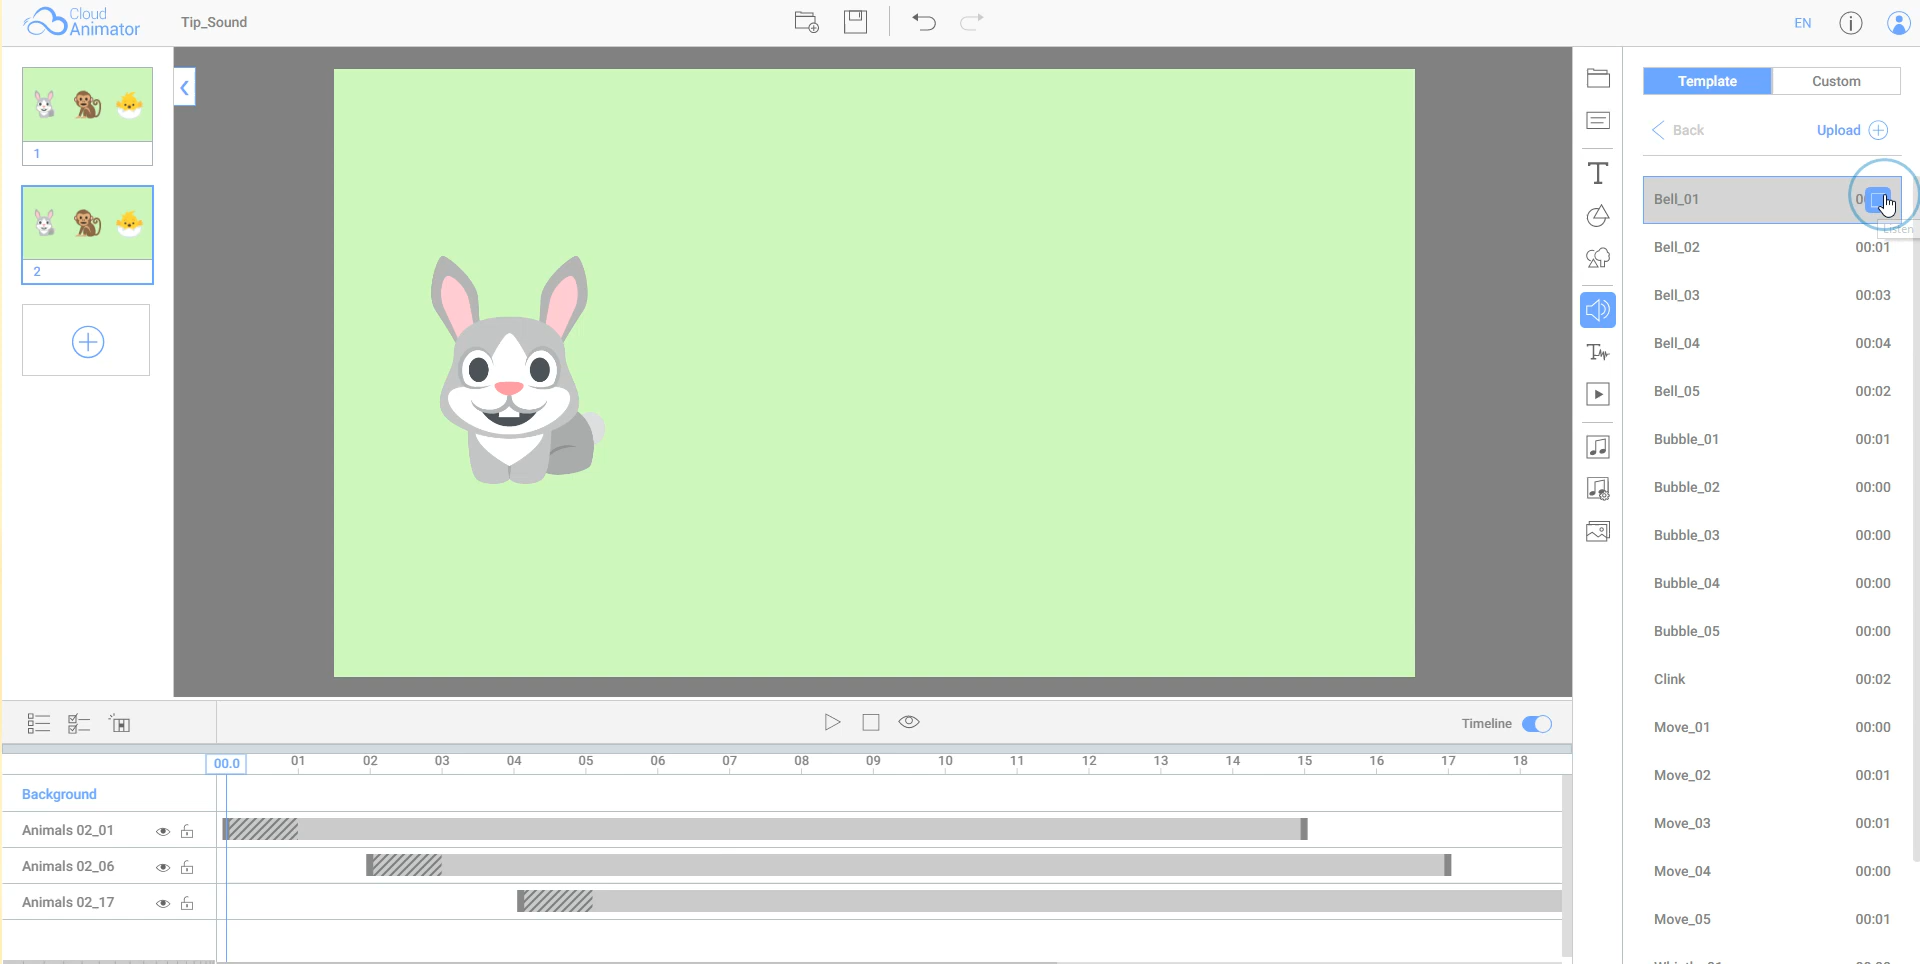 Cloud
Animator
Tip_Sound
EN
1
2
Template
Custom
Back
Upload
Bell_01
Listen
Bell_02 00:01
Bell_03 00:03
Bell_04 00:04
Bell_05 00:02
Bubble_01 00:01
Bubble_02 00:00
Bubble_03 00:00
Bubble_04 00:00
Bubble_05 00:00
Clink 00:02
Move_01 00:00
Move_02 00:01
Move_03 00:01
Move_04 00:00
Move_05 00:01
Timeline
00.0 01 02 03 04 05 06 07 08 09 10 11 12 13 14 15 16 17 18
Background
Animals 02_01
Animals 02_06
Animals 02_17